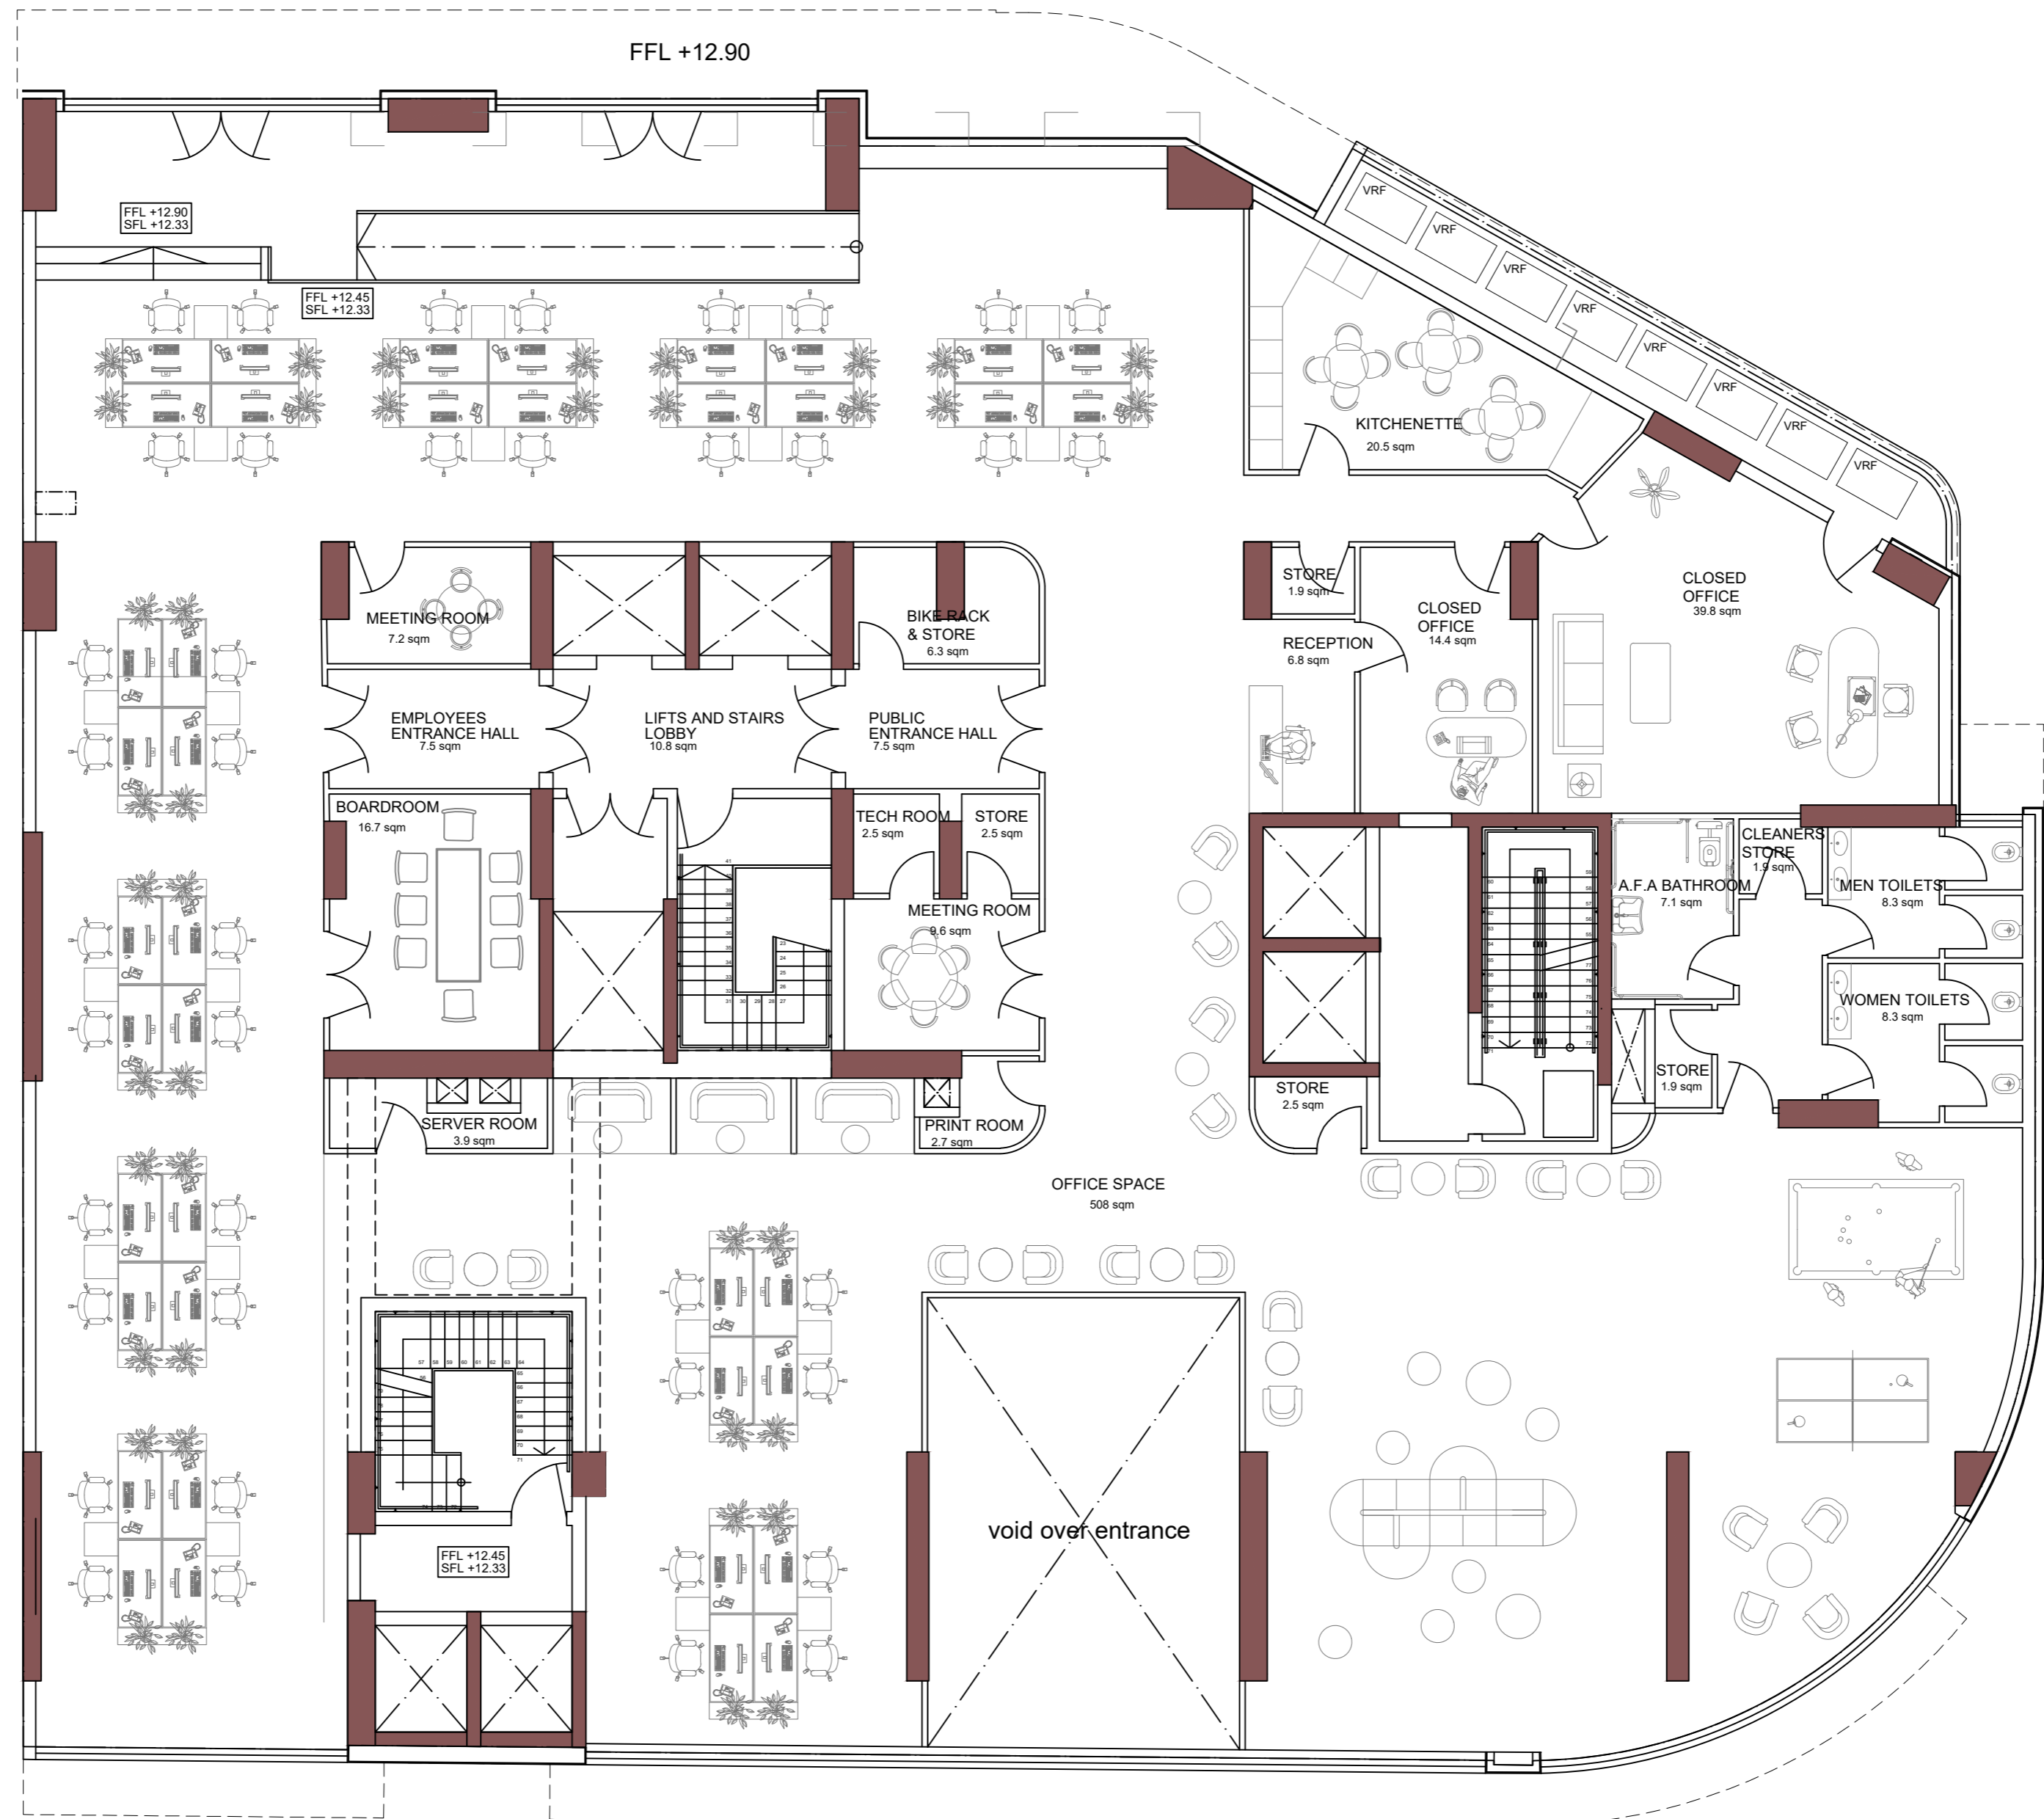 FFL +12.90
VRF
VRF
VRF
VRF
VRF
VRF
VRF
VRF
FFL +12.90
SFL +12.33
FFL +12.45
SFL +12.33
KITCHENETTE
20.5 sqm
MEETING ROOM
7.2 sqm
BIKE RACK
& STORE
6.3 sqm
STORE
1.9 sqm
CLOSED
OFFICE
14.4 sqm
CLOSED
OFFICE
39.8 sqm
RECEPTION
6.8 sqm
EMPLOYEES
ENTRANCE HALL
7.5 sqm
LIFTS AND STAIRS
LOBBY
10.8 sqm
PUBLIC
ENTRANCE HALL
7.5 sqm
BOARDROOM
16.7 sqm
TECH ROOM
2.5 sqm
STORE
2.5 sqm
MEETING ROOM
9.6 sqm
CLEANERS
STORE
1.9 sqm
A.F.A BATHROOM
7.1 sqm
MEN TOILETS
8.3 sqm
WOMEN TOILETS
8.3 sqm
STORE
1.9 sqm
STORE
2.5 sqm
SERVER ROOM
3.9 sqm
PRINT ROOM
2.7 sqm
OFFICE SPACE
508 sqm
void over entrance
FFL +12.45
SFL +12.33